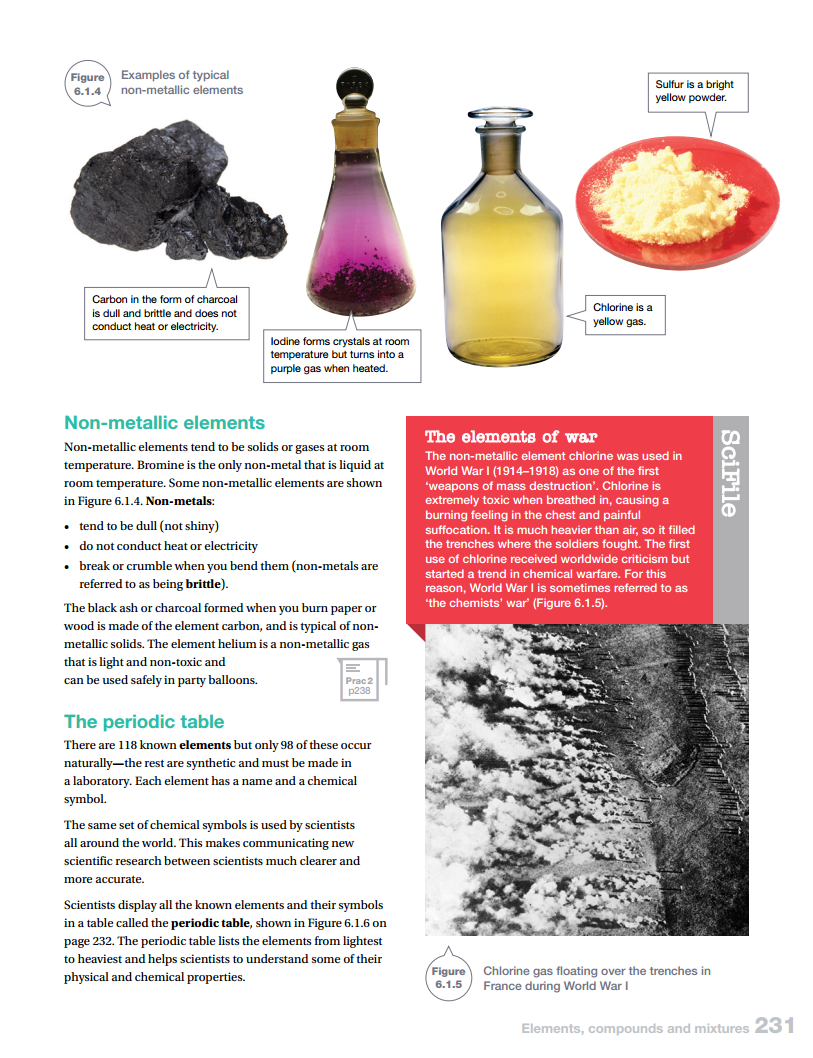 Figure
6.1.4
Examples of typical
non-metallic elements
Sulfur is a bright
yellow powder.
Carbon in the form of charcoal
is dull and brittle and does not
conduct heat or electricity.
Iodine forms crystals at room
temperature but turns into a
purple gas when heated.
Chlorine is a
yellow gas.
Non-metallic elements
Non-metallic elements tend to be solids or gases at room
temperature. Bromine is the only non-metal that is liquid at
room temperature. Some non-metallic elements are shown
in Figure 6.1.4. Non-metals:
• tend to be dull (not shiny)
• do not conduct heat or electricity
• break or crumble when you bend them (non-metals are
referred to as being brittle).
The black ash or charcoal formed when you burn paper or
wood is made of the element carbon, and is typical of non-
metallic solids. The element helium is a non-metallic gas
that is light and non-toxic and
can be used safely in party balloons.
Prac 2
p238
The periodic table
There are 118 known elements but only 98 of these occur
naturally—the rest are synthetic and must be made in
a laboratory. Each element has a name and a chemical
symbol.
The same set of chemical symbols is used by scientists
all around the world. This makes communicating new
scientific research between scientists much clearer and
more accurate.
Scientists display all the known elements and their symbols
in a table called the periodic table, shown in Figure 6.1.6 on
page 232. The periodic table lists the elements from lightest
to heaviest and helps scientists to understand some of their
physical and chemical properties.
SciFile
The elements of war
The non-metallic element chlorine was used in
World War I (1914–1918) as one of the first
‘weapons of mass destruction’. Chlorine is
extremely toxic when breathed in, causing a
burning feeling in the chest and painful
suffocation. It is much heavier than air, so it filled
the trenches where the soldiers fought. The first
use of chlorine received worldwide criticism but
started a trend in chemical warfare. For this
reason, World War I is sometimes referred to as
‘the chemists’ war’ (Figure 6.1.5).
Figure
6.1.5
Chlorine gas floating over the trenches in
France during World War I
Elements, compounds and mixtures 231